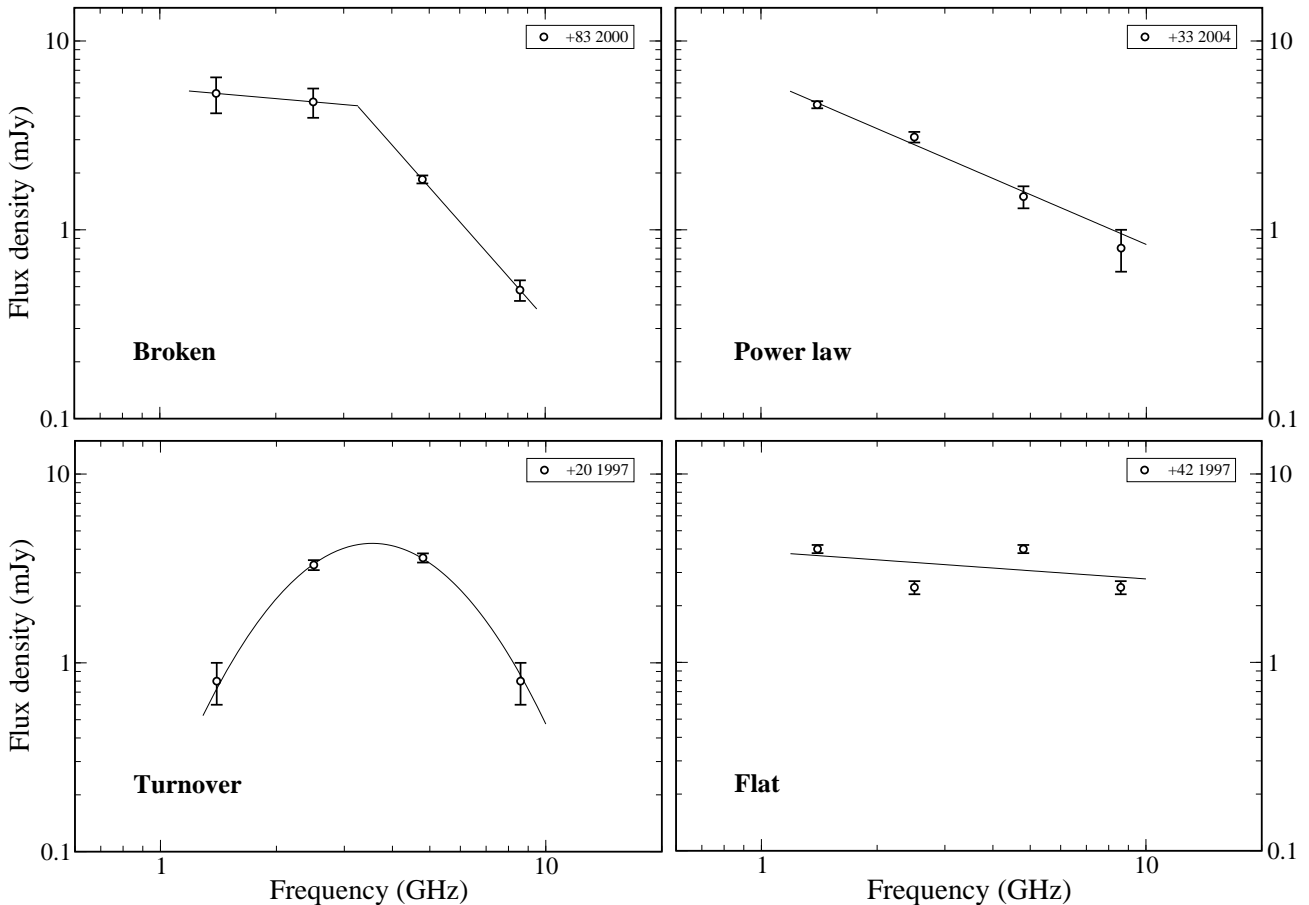 10
+83 2000
+33 2004
10
Flux density (mJy)
1
1
Broken
Power law
0.1
0.1
10
+20 1997
+42 1997
10
Flux density (mJy)
1
1
Turnover
Flat
0.1
0.1
1
10
1
10
Frequency (GHz)
Frequency (GHz)